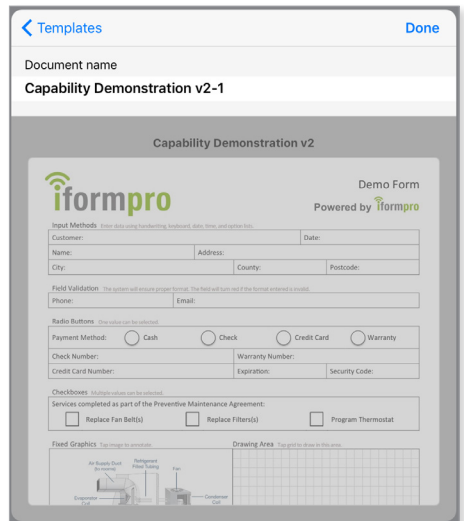 Templates
Done
Document name
Capability Demonstration v2-1
Capability Demonstration v2
iformpro
Demo Form
Powered by iformpro
Input Methods Enter data using handwriting, keyboard, date, time, and option lists.
Customer: Date:
Name: Address:
City: County: Postcode:
Field Validation The system will ensure proper format. The field will turn red if the format entered is invalid.
Phone: Email:
Radio Buttons One value can be selected.
Payment Method: Cash Check Credit Card Warranty
Check Number: Warranty Number:
Credit Card Number: Expiration: Security Code:
Checkboxes Multiple values can be selected.
Services completed as part of the Preventive Maintenance Agreement:
Replace Fan Belt(s) Replace Filters(s) Program Thermostat
Fixed Graphics Tap image to annotate. Drawing Area Tap grid to draw in this area.
Air Supply Duct
Refrigerant
Filled Tubing
Fan
Evaporator
Coil
Condenser
Coil